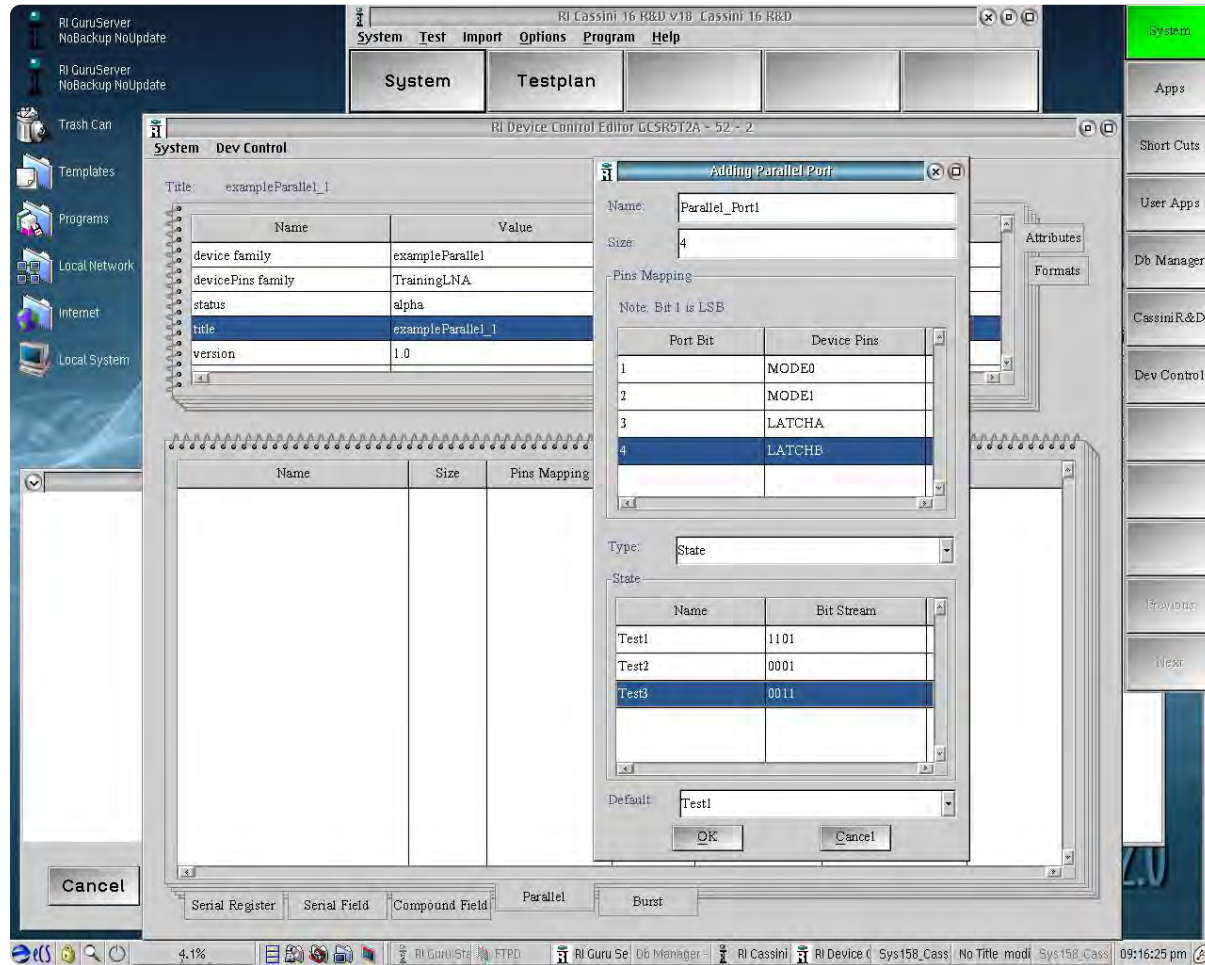 RI GuruServer
NoBackup NoUpdate
RI GuruServer
NoBackup NoUpdate
Trash Can
Templates
Programs
Local Network
Internet
Local System
RI Cassini 16 R&D v18 Cassini 16 R&D
System Test Import Options Program Help
System Testplan
RI Device Control Editor GCSR5T2A - 52 - 2
System Dev Control
Title: exampleParallel_1
Name Value
device family exampleParallel
devicePins family TrainingLNA
status alpha
title exampleParallel_1
version 1.0
Attributes
Formats
Name Size Pins Mapping
Serial Register Serial Field Compound Field Parallel Burst
Adding Parallel Port
Name: Parallel_Port1
Size: 4
Pins Mapping
Note: Bit 1 is LSB
Port Bit Device Pins
1 MODE0
2 MODE1
3 LATCHA
4 LATCHB
Type: State
State
Name Bit Stream
Test1 1101
Test2 0001
Test3 0011
Default: Test1
OK Cancel
System
Apps
Short Cuts
User Apps
Db Manager
CassiniR&D
Dev Control
Previous
Next
Cancel
2.0
eCS 4.1% RI Guru Sta FTPD RI Guru Se Db Manager - RI Cassini RI Device C Sys158_Cass No Title modi Sys158_Cass 09:16:25 pm